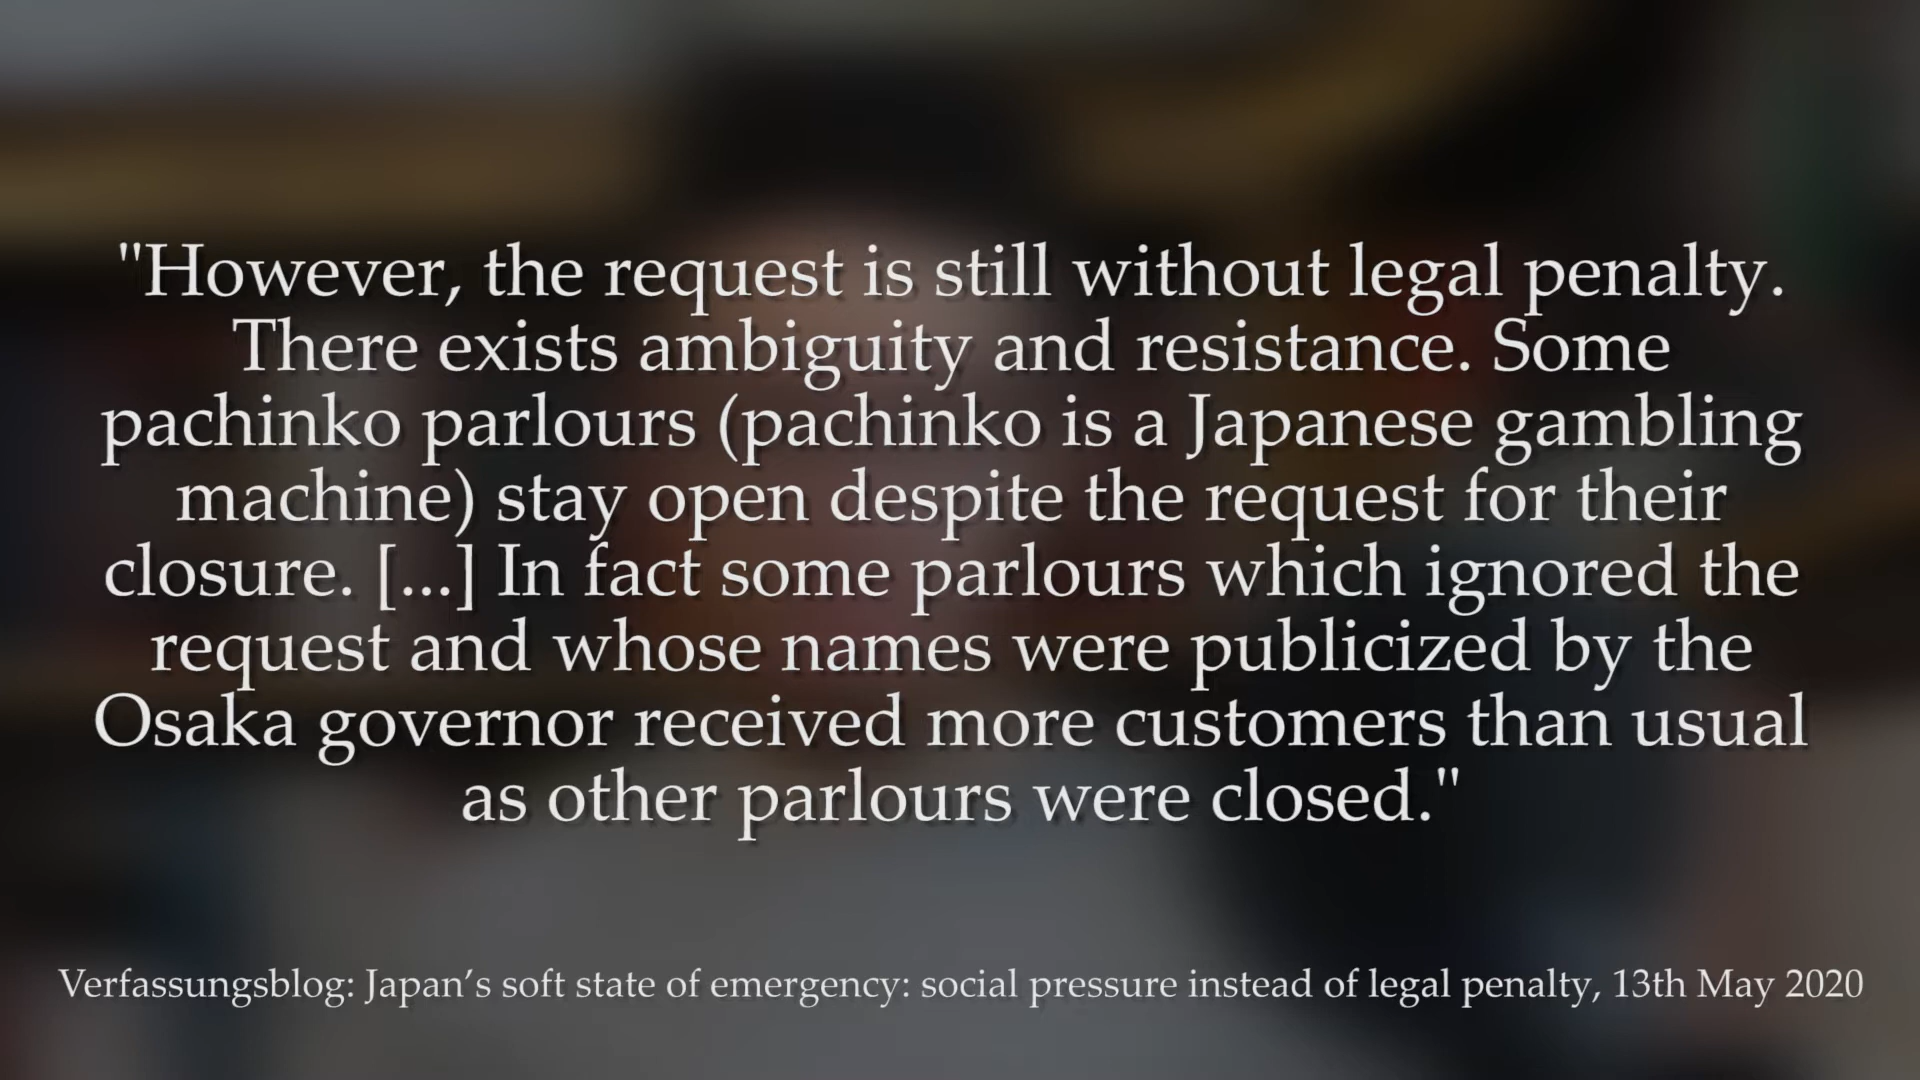 "However, the request is still without legal penalty.
There exists ambiguity and resistance. Some
pachinko parlours (pachinko is a Japanese gambling
machine) stay open despite the request for their
closure. [...] In fact some parlours which ignored the
request and whose names were publicized by the
Osaka governor received more customers than usual
as other parlours were closed."
Verfassungsblog: Japan’s soft state of emergency: social pressure instead of legal penalty, 13th May 2020